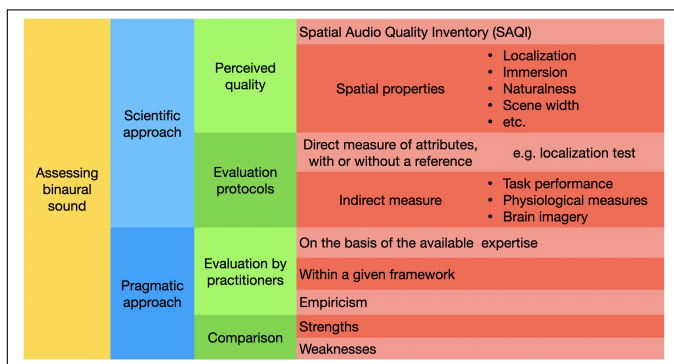 Assessing
binaural
sound
Scientific
approach
Perceived
quality
Spatial Audio Quality Inventory (SAQI)
Spatial properties
• Localization
• Immersion
• Naturalness
• Scene width
• etc.
Evaluation
protocols
Direct measure of attributes,
with or without a reference
e.g. localization test
Indirect measure
• Task performance
• Physiological measures
• Brain imagery
Pragmatic
approach
Evaluation by
practitioners
On the basis of the available expertise
Within a given framework
Empiricism
Comparison
Strengths
Weaknesses